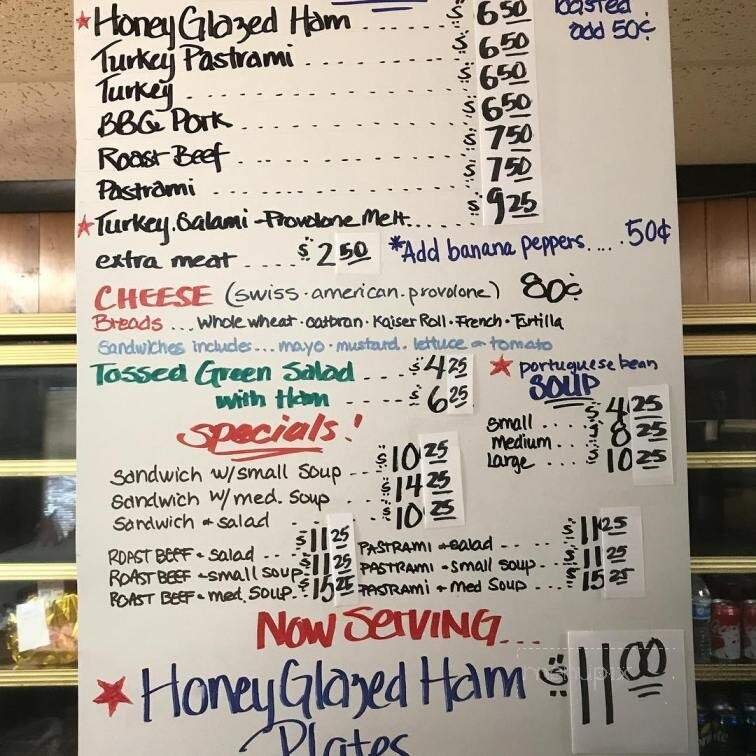 Toasted
add 50¢
★Honey Glazed Ham ..... $ 6 50
Turkey Pastrami ........ $ 6 50
Turkey ........ $ 6 50
BBQ Pork ........ $ 6 50
Roast Beef ........ $ 7 50
Pastrami ........ $ 7 50
★Turkey.Salami-Provolone Melt..... $ 9 25
extra meat .... $ 2 50 *Add banana peppers..... .50¢
CHEESE (swiss.american.provolone) 80¢
Breads ... whole wheat.oatbran.Kaiser Roll.French.Tortilla
Sandwiches includes... mayo.mustard.lettuce & tomato
Tossed Green Salad .... $ 4 25
with Ham .... $ 6 25
★ portuguese bean
SOUP
Small .... $ 4 25
medium .... $ 8 25
Large .... $ 10 25
Specials!
Sandwich w/small Soup -- $ 10 25
Sandwich w/med. Soup .. $ 14 25
Sandwich & salad .... $ 10 25
ROAST BEEF & Salad ... $ 11 25
ROAST BEEF & small soup. $ 11 25
ROAST BEEF & med. soup.. $ 15 25
PASTRAMI & salad .... $ 11 25
PASTRAMI & small soup... $ 11 25
PASTRAMI & med Soup .... $ 15 25
NOW SERVING...
★ Honey Glazed Ham $ 11 00
Plates
menupix